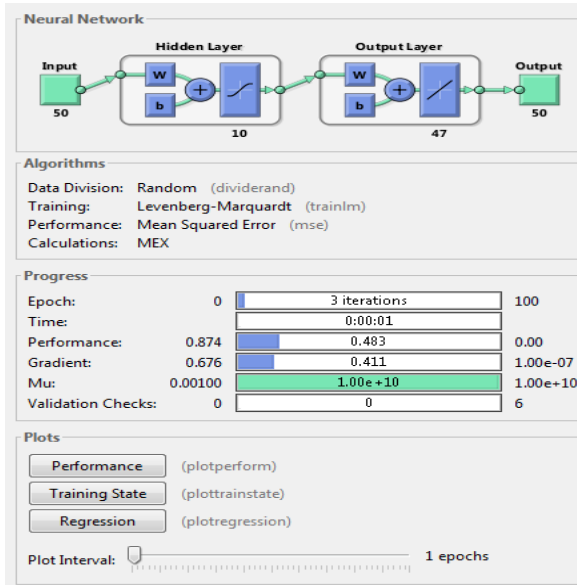 Neural Network
Hidden Layer Output Layer
Input Output
W W
b b
50 10 47 50
Algorithms
Data Division: Random (dividerand)
Training: Levenberg-Marquardt (trainlm)
Performance: Mean Squared Error (mse)
Calculations: MEX
Progress
Epoch: 0 3 iterations 100
Time: 0:00:01
Performance: 0.874 0.483 0.00
Gradient: 0.676 0.411 1.00e-07
Mu: 0.00100 1.00e+10 1.00e+10
Validation Checks: 0 0 6
Plots
Performance (plotperform)
Training State (plottrainstate)
Regression (plotregression)
Plot Interval: 1 epochs